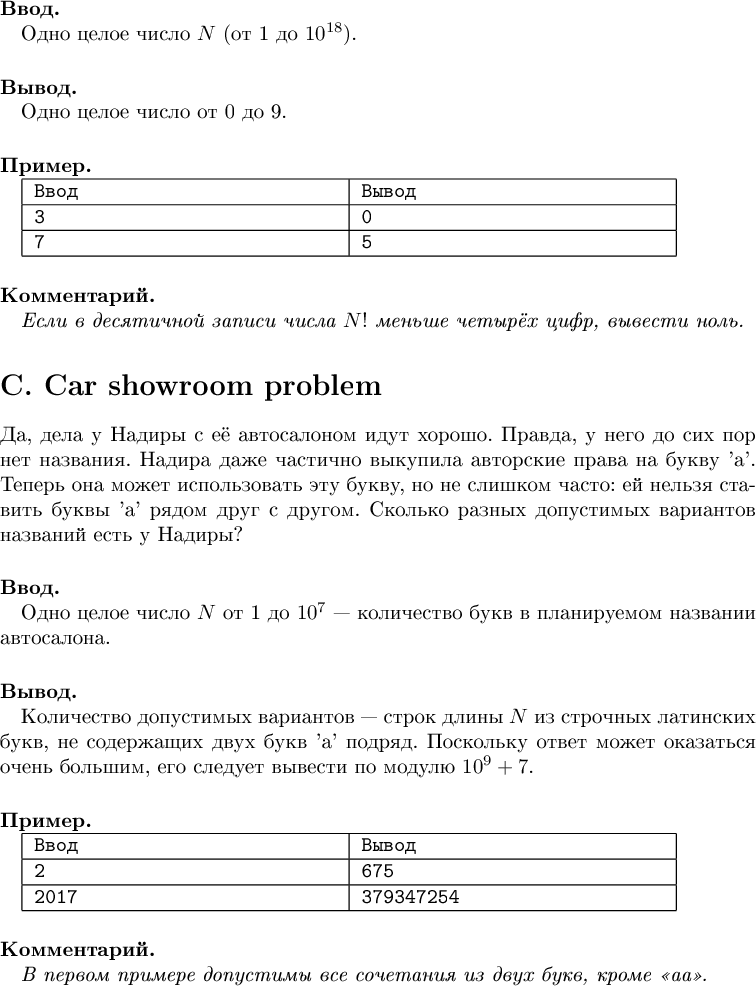 Ввод.
Одно целое число N (от 1 до 10^18).
Вывод.
Одно целое число от 0 до 9.
Пример.
Ввод Вывод
3 0
7 5
Комментарий.
Если в десятичной записи числа N! меньше четырёх цифр, вывести ноль.
C. Car showroom problem
Да, дела у Надиры с её автосалоном идут хорошо. Правда, у него до сих пор
нет названия. Надира даже частично выкупила авторские права на букву 'a'.
Теперь она может использовать эту букву, но не слишком часто: ей нельзя ста-
вить буквы 'a' рядом друг с другом. Сколько разных допустимых вариантов
названий есть у Надиры?
Ввод.
Одно целое число N от 1 до 10^7 — количество букв в планируемом названии
автосалона.
Вывод.
Количество допустимых вариантов — строк длины N из строчных латинских
букв, не содержащих двух букв 'a' подряд. Поскольку ответ может оказаться
очень большим, его следует вывести по модулю 10^9 + 7.
Пример.
Ввод Вывод
2 675
2017 379347254
Комментарий.
В первом примере допустимы все сочетания из двух букв, кроме «aa».